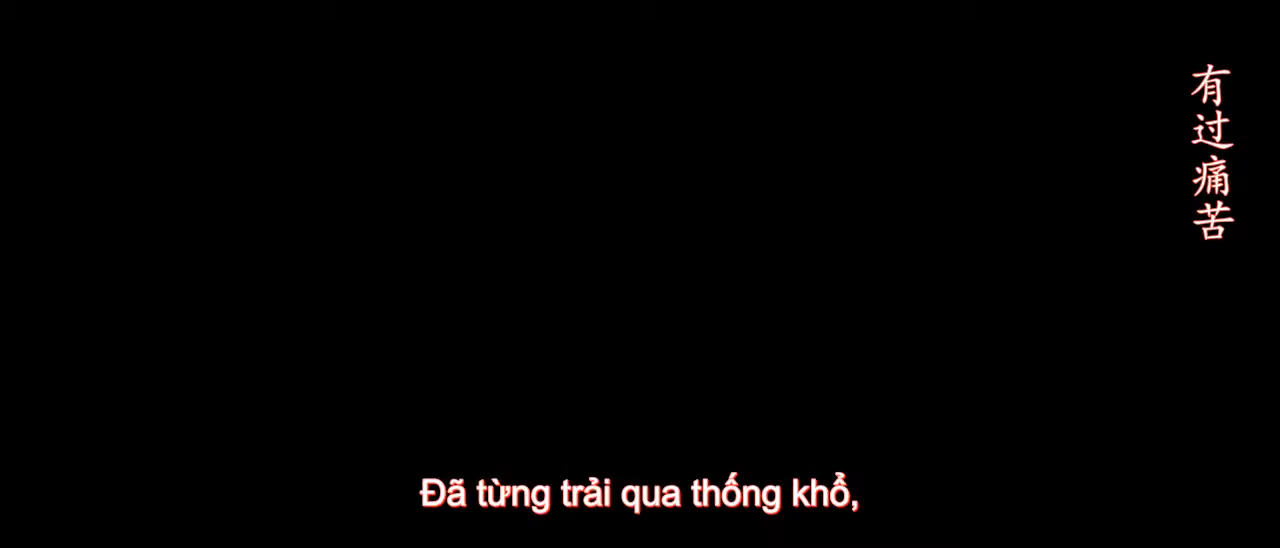 有过痛苦
Đã từng trải qua thống khổ,